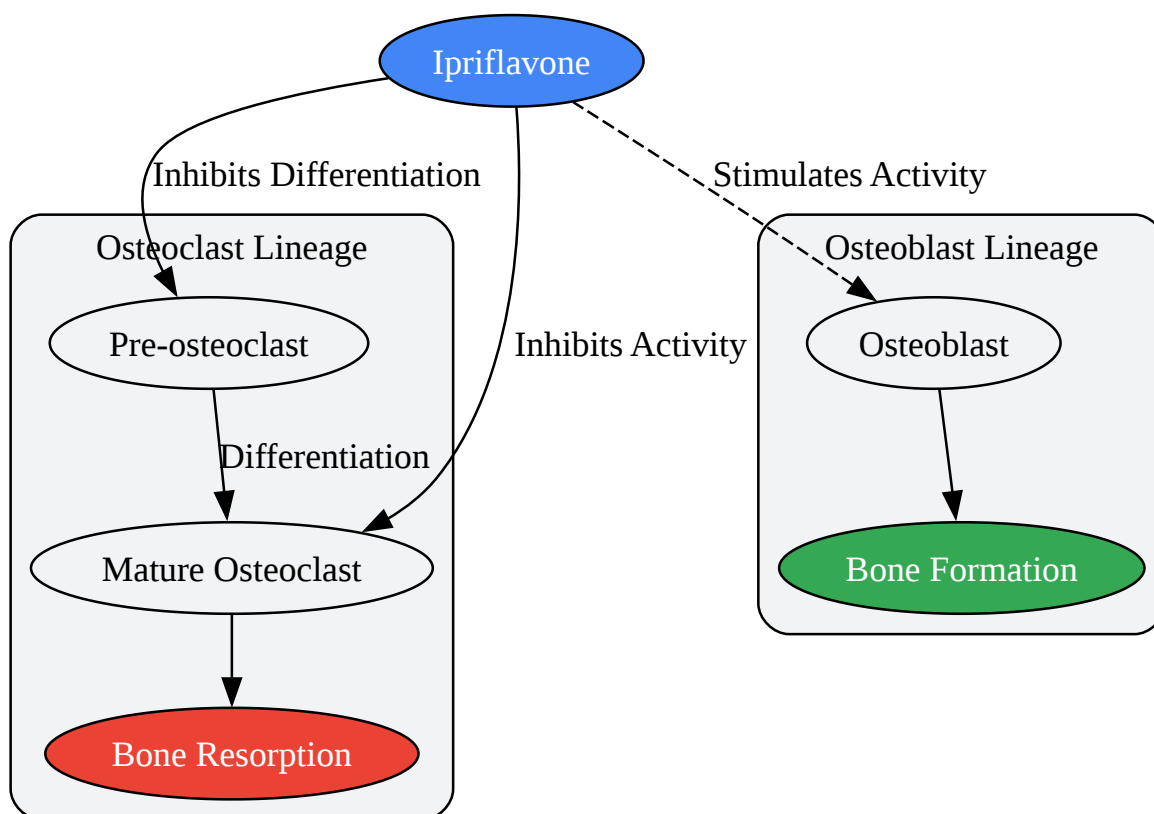 Ipriflavone
Inhibits Differentiation
Stimulates Activity
Osteoclast Lineage
Osteoblast Lineage
Pre-osteoclast
Inhibits Activity
Osteoblast
Differentiation
Mature Osteoclast
Bone Formation
Bone Resorption